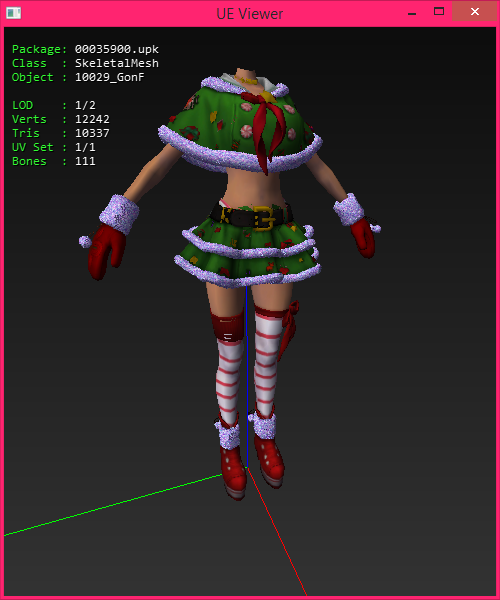 UE Viewer
Package: 00035900.upk
Class : SkeletalMesh
Object : 10029_GonF
LOD : 1/2
Verts : 12242
Tris : 10337
UV Set : 1/1
Bones : 111